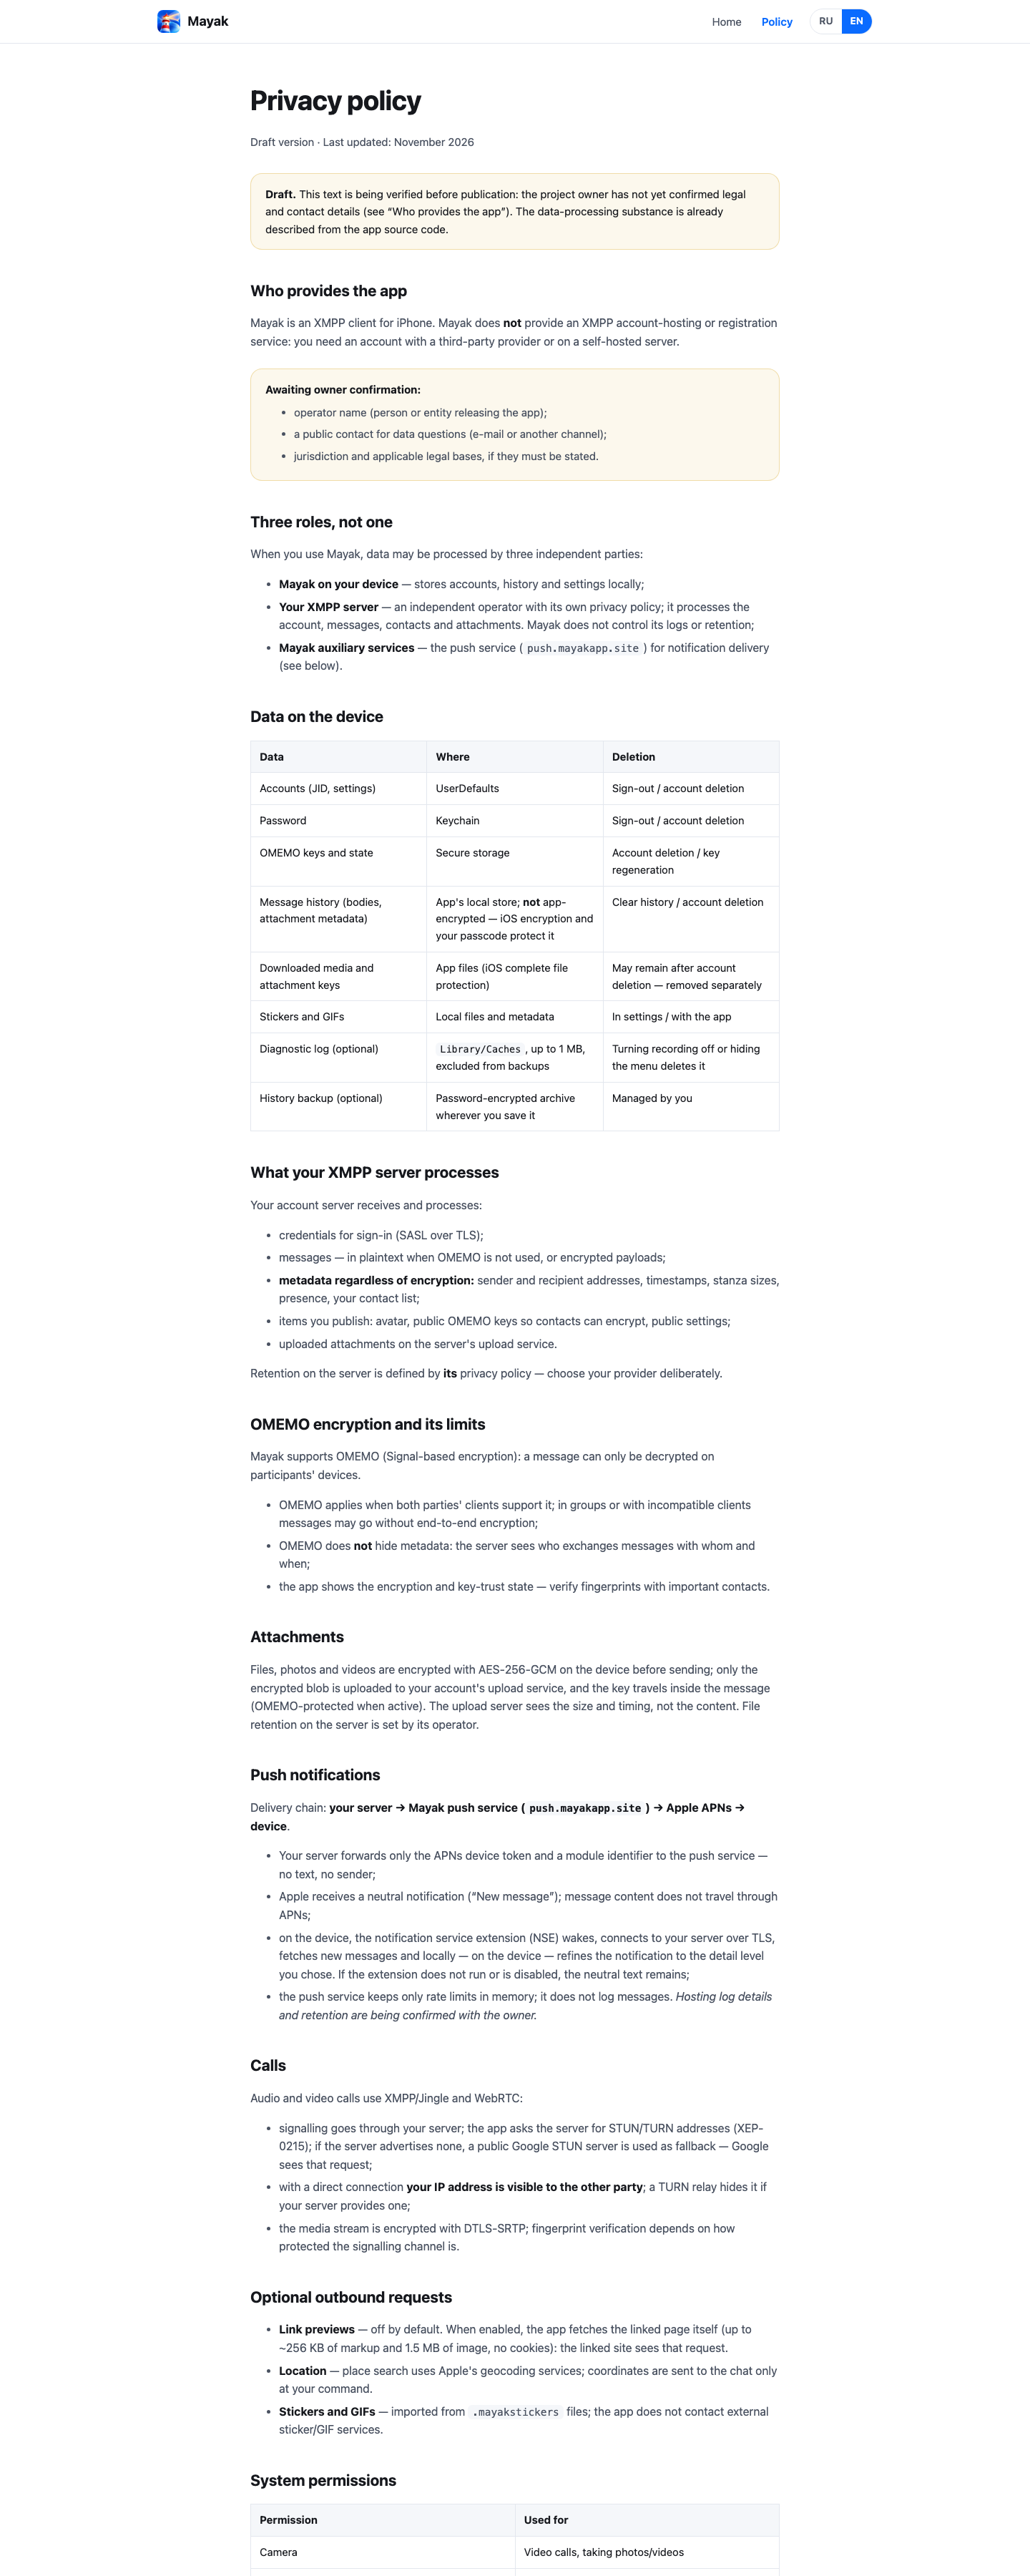 Mayak
Home
Policy
RU
EN
Privacy policy
Draft version · Last updated: November 2026
Draft. This text is being verified before publication: the project owner has not yet confirmed legal
and contact details (see “Who provides the app”). The data-processing substance is already
described from the app source code.
Who provides the app
Mayak is an XMPP client for iPhone. Mayak does not provide an XMPP account-hosting or registration
service: you need an account with a third-party provider or on a self-hosted server.
Awaiting owner confirmation:
• operator name (person or entity releasing the app);
• a public contact for data questions (e-mail or another channel);
• jurisdiction and applicable legal bases, if they must be stated.
Three roles, not one
When you use Mayak, data may be processed by three independent parties:
• Mayak on your device — stores accounts, history and settings locally;
• Your XMPP server — an independent operator with its own privacy policy; it processes the
account, messages, contacts and attachments. Mayak does not control its logs or retention;
• Mayak auxiliary services — the push service ( push.mayakapp.site ) for notification delivery
(see below).
Data on the device
Data Where Deletion
Accounts (JID, settings) UserDefaults Sign-out / account deletion
Password Keychain Sign-out / account deletion
OMEMO keys and state Secure storage Account deletion / key
regeneration
Message history (bodies, App's local store; not app- Clear history / account deletion
attachment metadata) encrypted — iOS encryption and
your passcode protect it
Downloaded media and App files (iOS complete file May remain after account
attachment keys protection) deletion — removed separately
Stickers and GIFs Local files and metadata In settings / with the app
Diagnostic log (optional) Library/Caches , up to 1 MB, Turning recording off or hiding
excluded from backups the menu deletes it
History backup (optional) Password-encrypted archive Managed by you
wherever you save it
What your XMPP server processes
Your account server receives and processes:
• credentials for sign-in (SASL over TLS);
• messages — in plaintext when OMEMO is not used, or encrypted payloads;
• metadata regardless of encryption: sender and recipient addresses, timestamps, stanza sizes,
presence, your contact list;
• items you publish: avatar, public OMEMO keys so contacts can encrypt, public settings;
• uploaded attachments on the server's upload service.
Retention on the server is defined by its privacy policy — choose your provider deliberately.
OMEMO encryption and its limits
Mayak supports OMEMO (Signal-based encryption): a message can only be decrypted on
participants' devices.
• OMEMO applies when both parties' clients support it; in groups or with incompatible clients
messages may go without end-to-end encryption;
• OMEMO does not hide metadata: the server sees who exchanges messages with whom and
when;
• the app shows the encryption and key-trust state — verify fingerprints with important contacts.
Attachments
Files, photos and videos are encrypted with AES-256-GCM on the device before sending; only the
encrypted blob is uploaded to your account's upload service, and the key travels inside the message
(OMEMO-protected when active). The upload server sees the size and timing, not the content. File
retention on the server is set by its operator.
Push notifications
Delivery chain: your server → Mayak push service ( push.mayakapp.site ) → Apple APNs →
device.
• Your server forwards only the APNs device token and a module identifier to the push service —
no text, no sender;
• Apple receives a neutral notification (“New message”); message content does not travel through
APNs;
• on the device, the notification service extension (NSE) wakes, connects to your server over TLS,
fetches new messages and locally — on the device — refines the notification to the detail level
you chose. If the extension does not run or is disabled, the neutral text remains;
• the push service keeps only rate limits in memory; it does not log messages. Hosting log details
and retention are being confirmed with the owner.
Calls
Audio and video calls use XMPP/Jingle and WebRTC:
• signalling goes through your server; the app asks the server for STUN/TURN addresses (XEP-
0215); if the server advertises none, a public Google STUN server is used as fallback — Google
sees that request;
• with a direct connection your IP address is visible to the other party; a TURN relay hides it if
your server provides one;
• the media stream is encrypted with DTLS-SRTP; fingerprint verification depends on how
protected the signalling channel is.
Optional outbound requests
• Link previews — off by default. When enabled, the app fetches the linked page itself (up to
~256 KB of markup and 1.5 MB of image, no cookies): the linked site sees that request.
• Location — place search uses Apple's geocoding services; coordinates are sent to the chat only
at your command.
• Stickers and GIFs — imported from .mayakstickers files; the app does not contact external
sticker/GIF services.
System permissions
Permission Used for
Camera Video calls, taking photos/videos